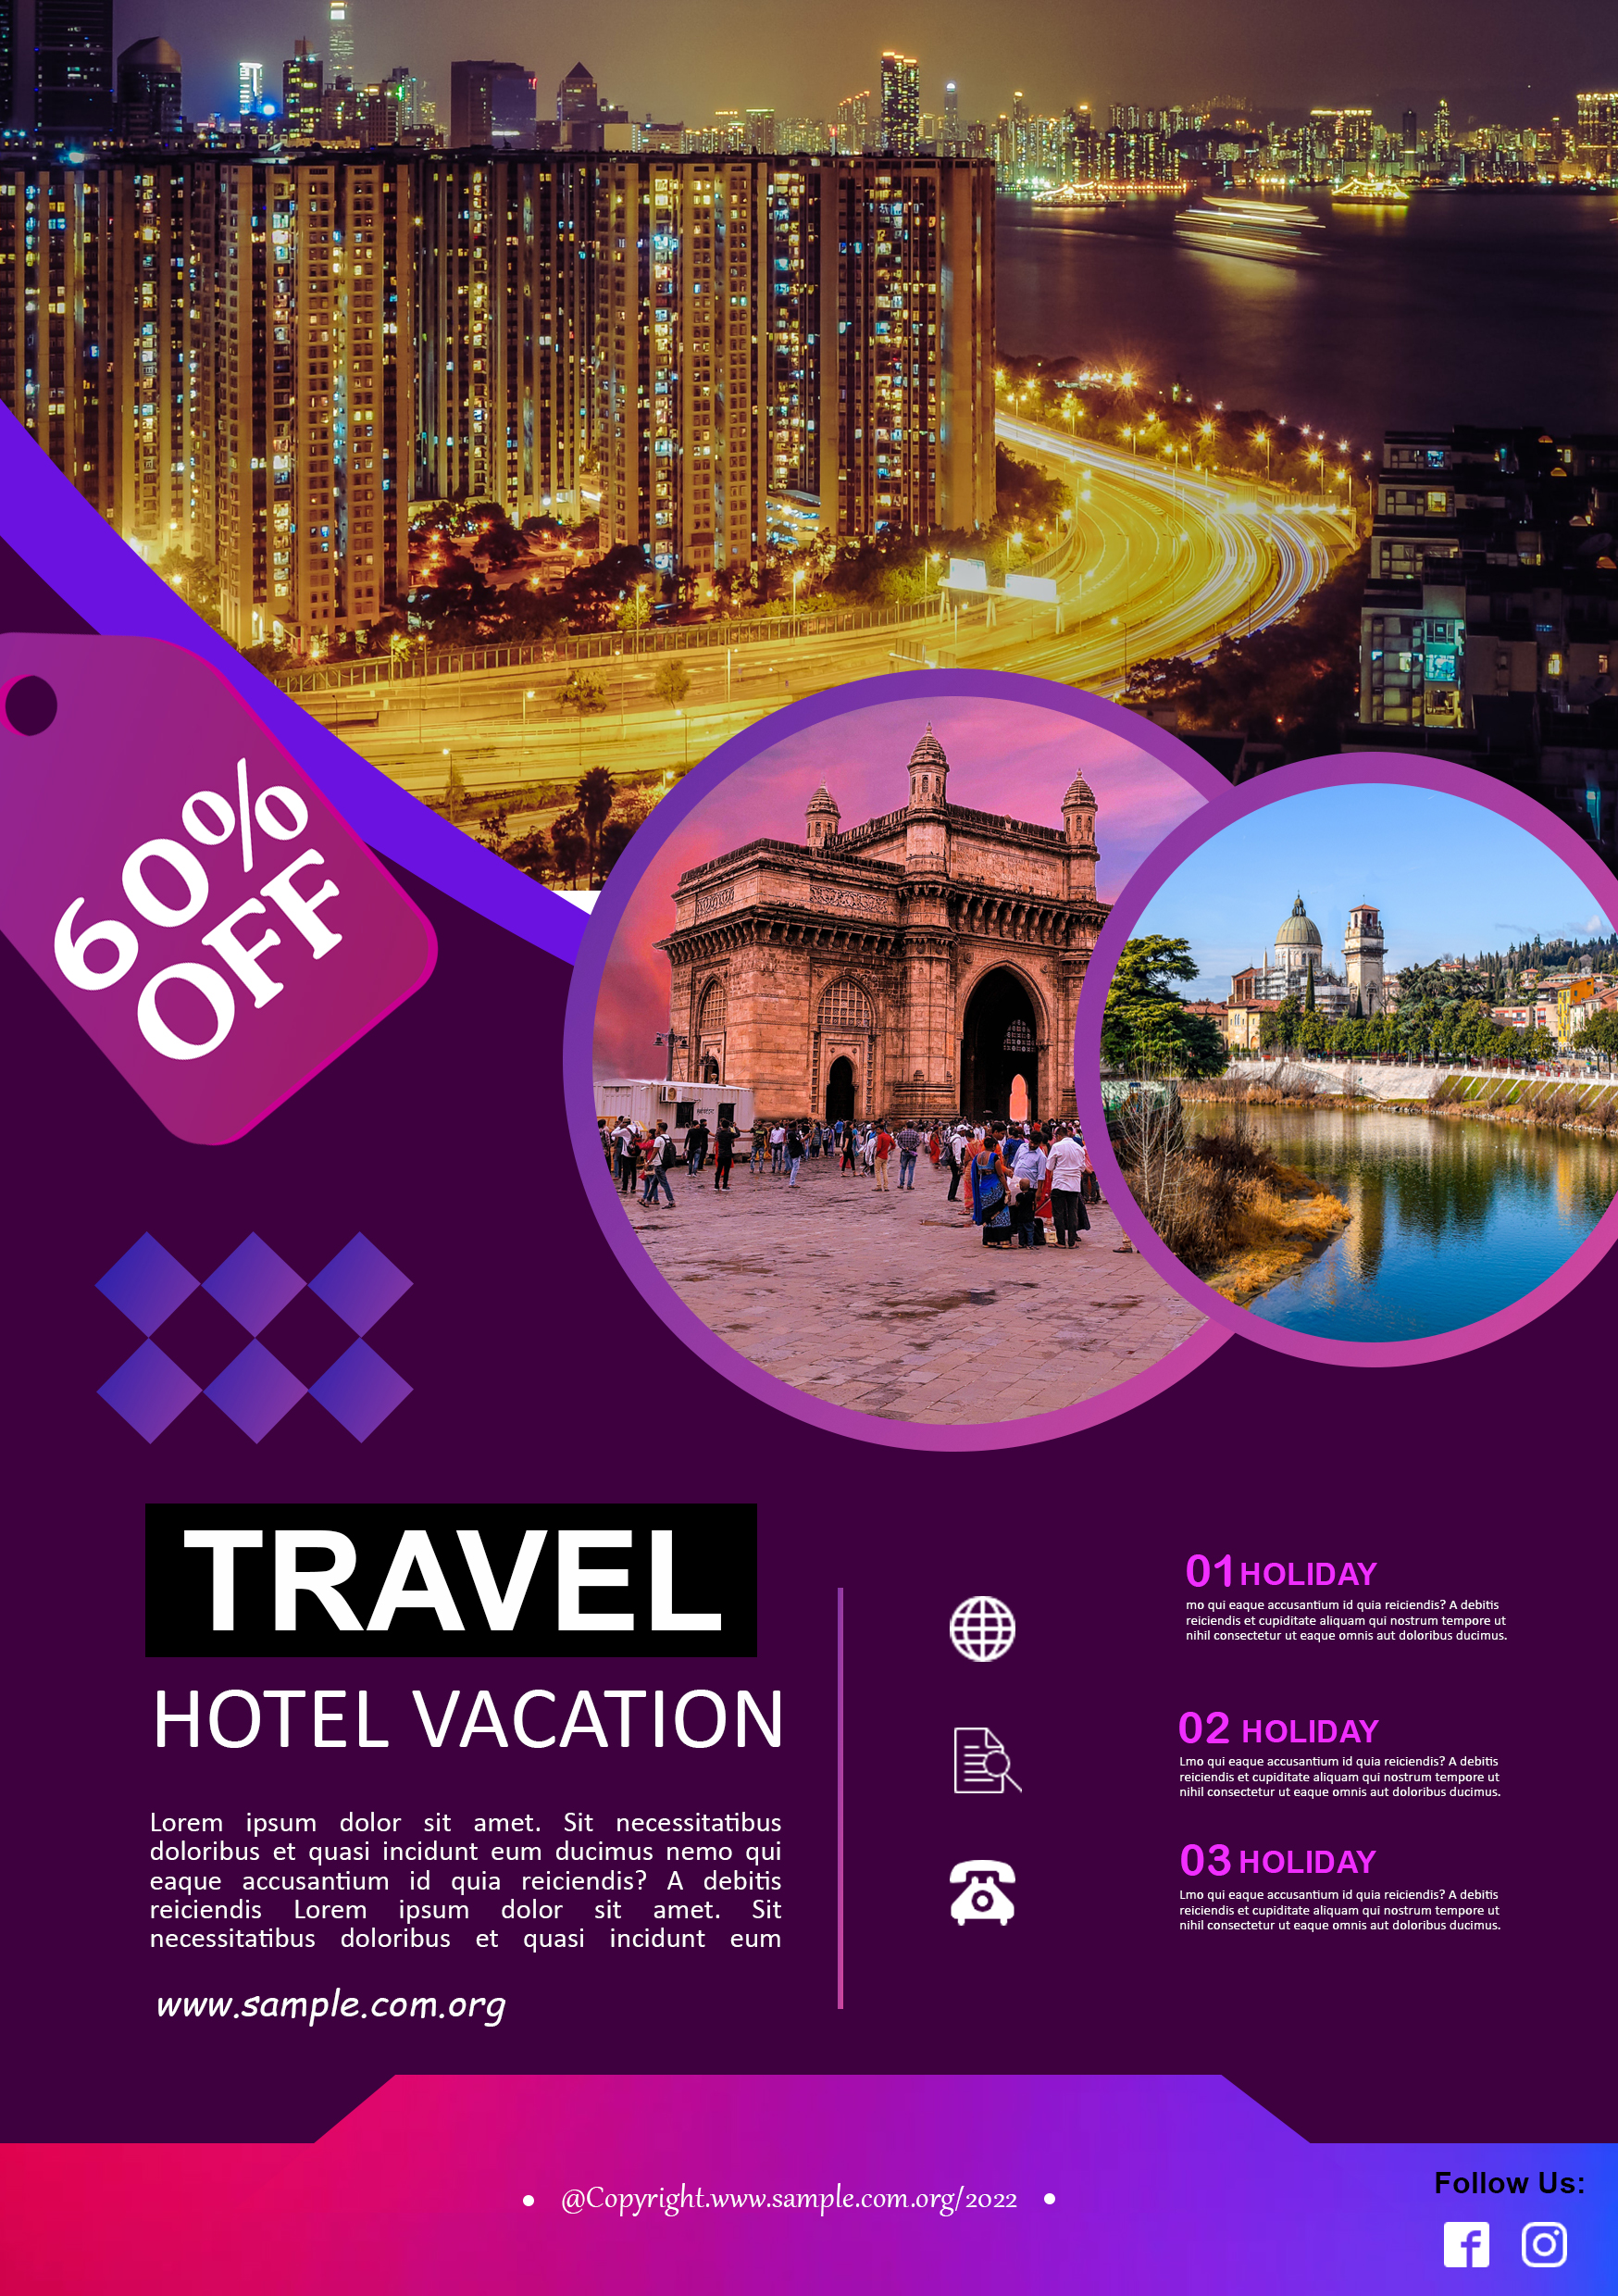 60%
OFF
TRAVEL
HOTEL VACATION
Lorem ipsum dolor sit amet. Sit necessitatibus
doloribus et quasi incidunt eum ducimus nemo qui
eaque accusantium id quia reiciendis? A debitis
reiciendis Lorem ipsum dolor sit amet. Sit
necessitatibus doloribus et quasi incidunt eum
www.sample.com.org
01 HOLIDAY
mo qui eaque accusantium id quia reiciendis? A debitis
reiciendis et cupiditate aliquam qui nostrum tempore ut
nihil consectetur ut eaque omnis aut doloribus ducimus.
02 HOLIDAY
Lmo qui eaque accusantium id quia reiciendis? A debitis
reiciendis et cupiditate aliquam qui nostrum tempore ut
nihil consectetur ut eaque omnis aut doloribus ducimus.
03 HOLIDAY
Lmo qui eaque accusantium id quia reiciendis? A debitis
reiciendis et cupiditate aliquam qui nostrum tempore ut
nihil consectetur ut eaque omnis aut doloribus ducimus.
@Copyright.www.sample.com.org/2022
Follow Us: